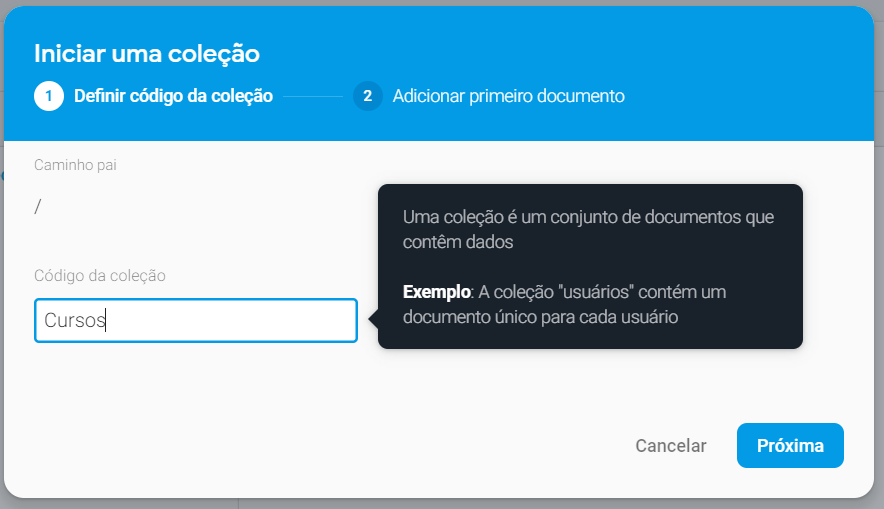 Iniciar uma coleção
1 Definir código da coleção 2 Adicionar primeiro documento
Caminho pai
/
Uma coleção é um conjunto de documentos que
contêm dados
Código da coleção
Exemplo: A coleção "usuários" contém um
Cursos
documento único para cada usuário
Cancelar Próxima